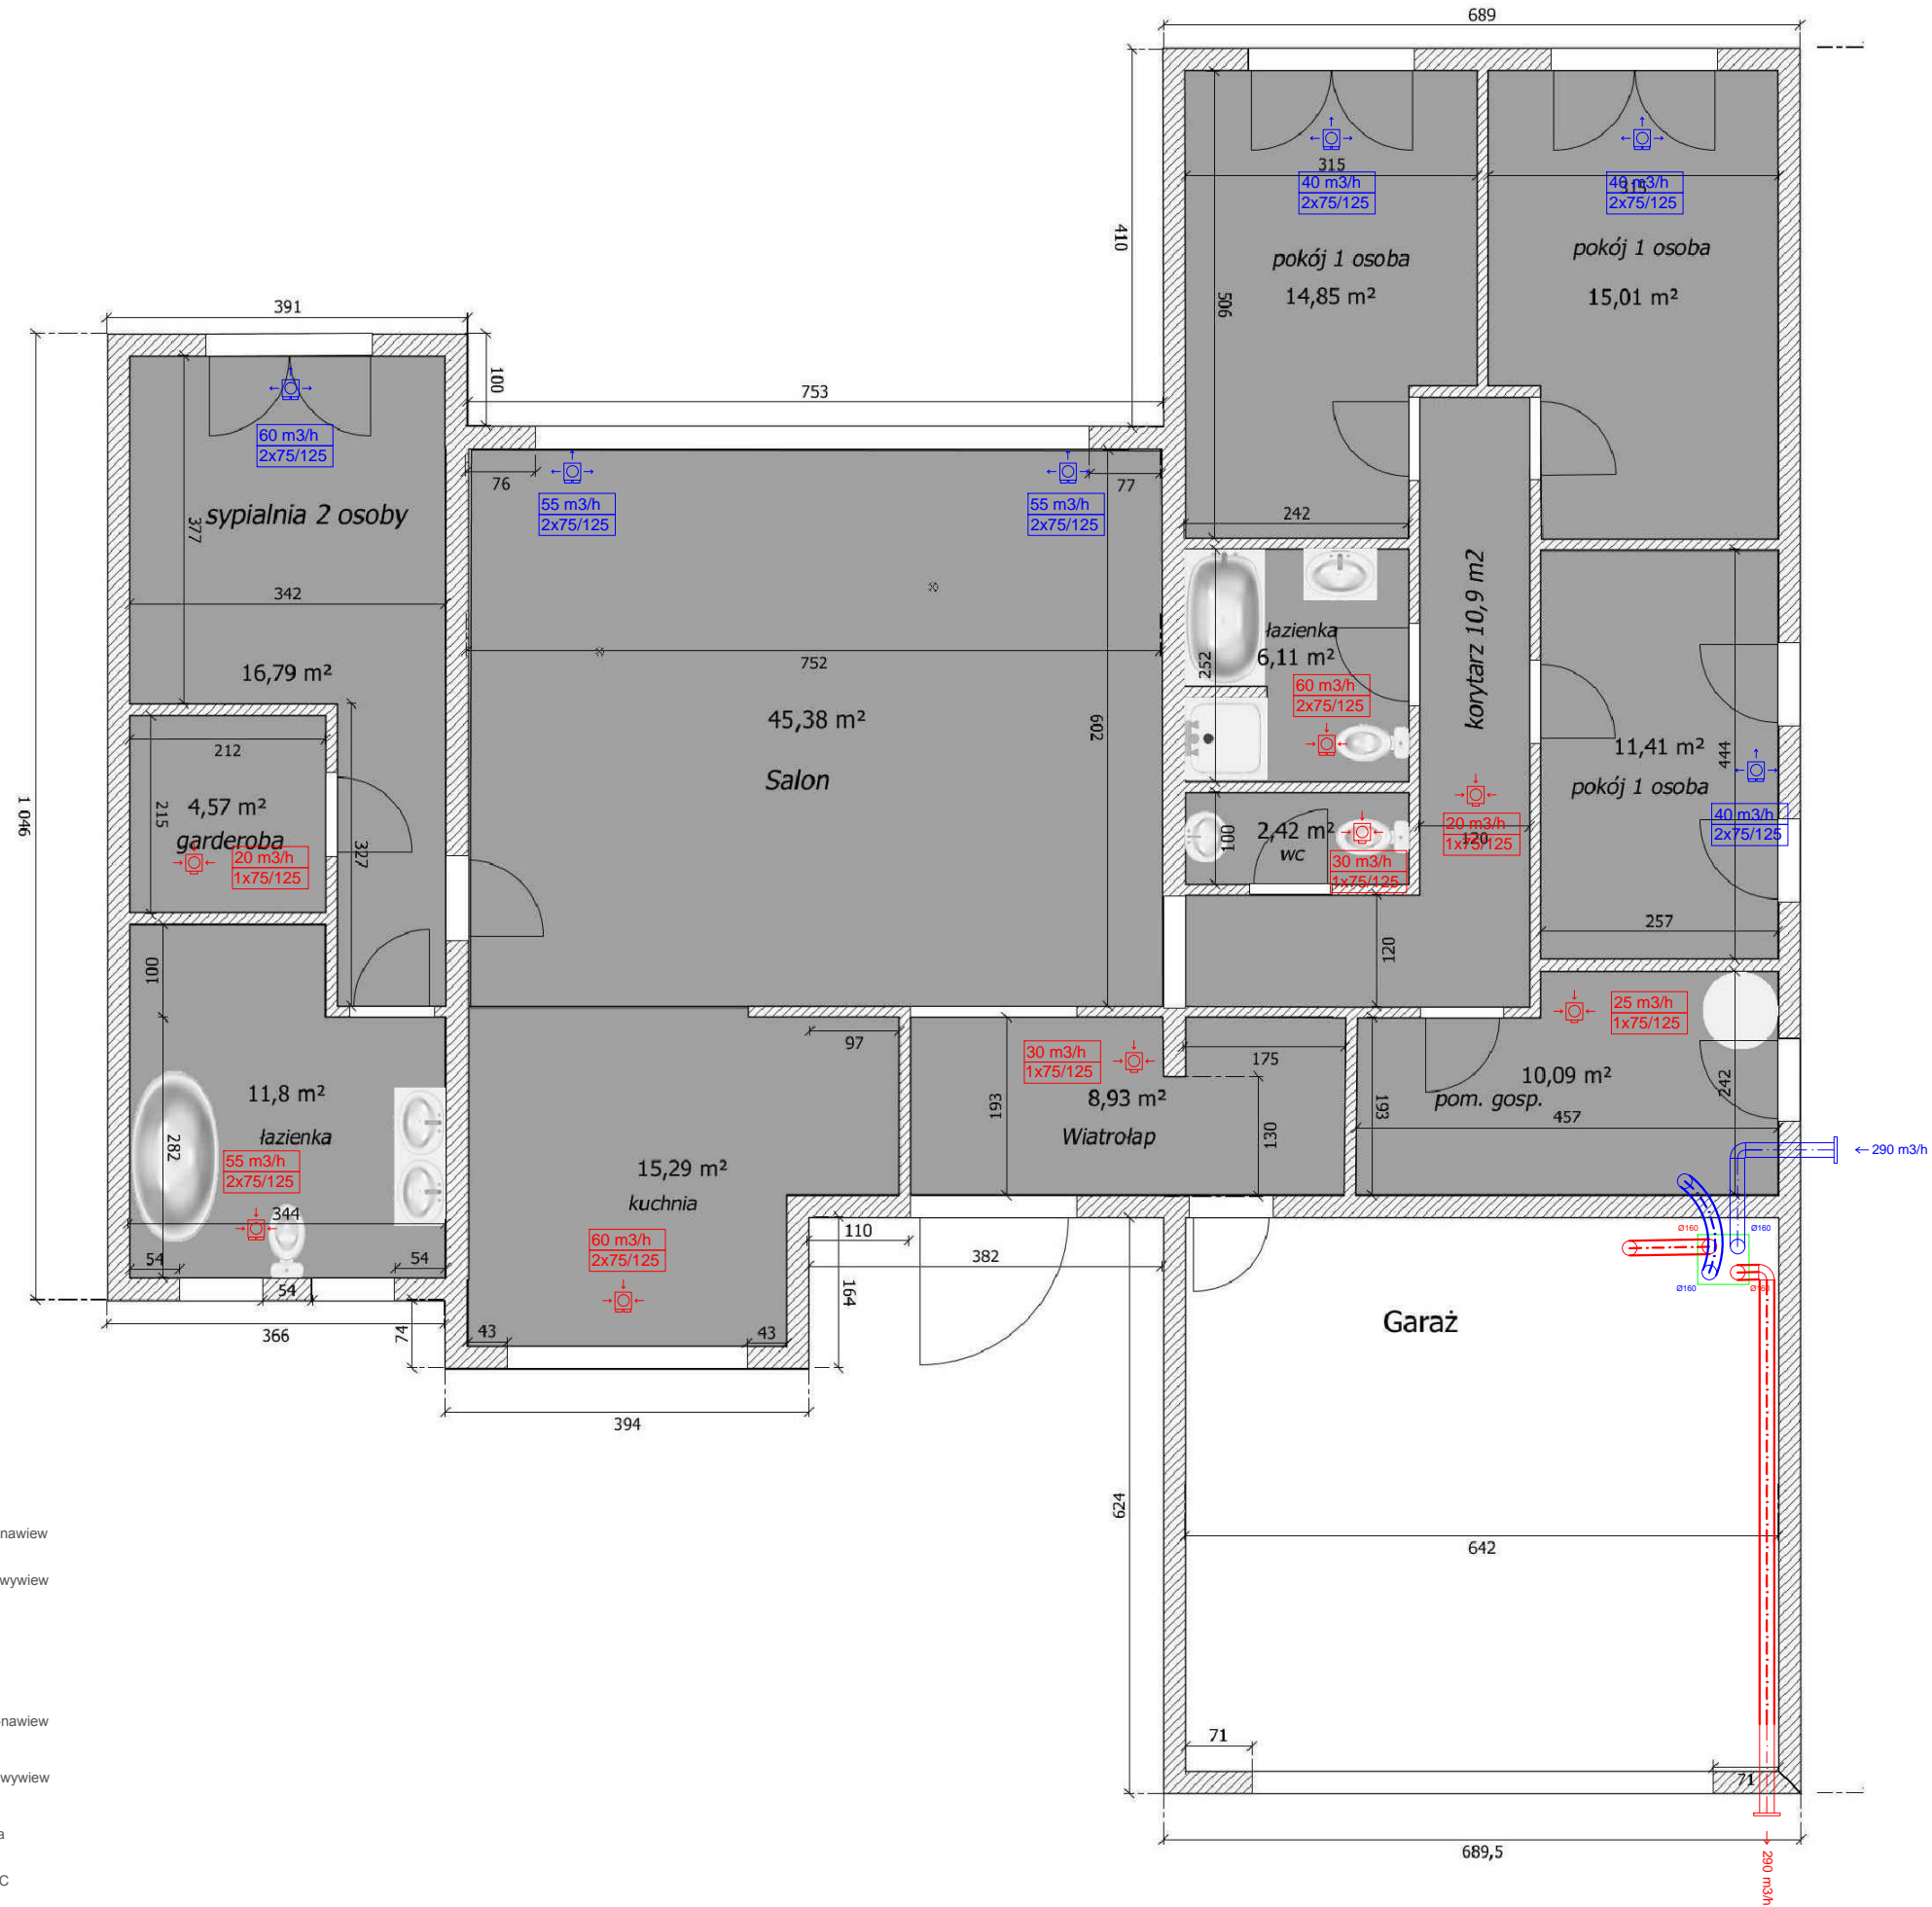 689
391
100
753
410
315
40 m3/h
2x75/125
315
40 m3/h
2x75/125
pokój 1 osoba
14,85 m²
pokój 1 osoba
15,01 m²
506
60 m3/h
2x75/125
sypialnia 2 osoby
377
342
16,79 m²
76
55 m3/h
2x75/125
77
55 m3/h
2x75/125
752
602
45,38 m²
Salon
242
łazienka
6,11 m²
252
60 m3/h
2x75/125
korytarz 10,9 m2
11,41 m²
pokój 1 osoba
444
40 m3/h
2x75/125
257
212
215
4,57 m²
garderoba
20 m3/h
1x75/125
327
1 046
100
2,42 m²
wc
30 m3/h
1x75/125
20 m3/h
1x75/125
120
120
100
282
11,8 m²
łazienka
55 m3/h
2x75/125
344
54
54
54
366
74
97
15,29 m²
kuchnia
60 m3/h
2x75/125
43
43
394
164
110
382
30 m3/h
1x75/125
193
8,93 m²
Wiatrołap
175
130
25 m3/h
1x75/125
10,09 m²
pom. gosp.
193
457
242
290 m3/h
Ø160
Ø160
Ø160
Ø160
Garaż
624
642
71
71
689,5
290 m3/h
nawiew
wywiew
nawiew
wywiew
a
C